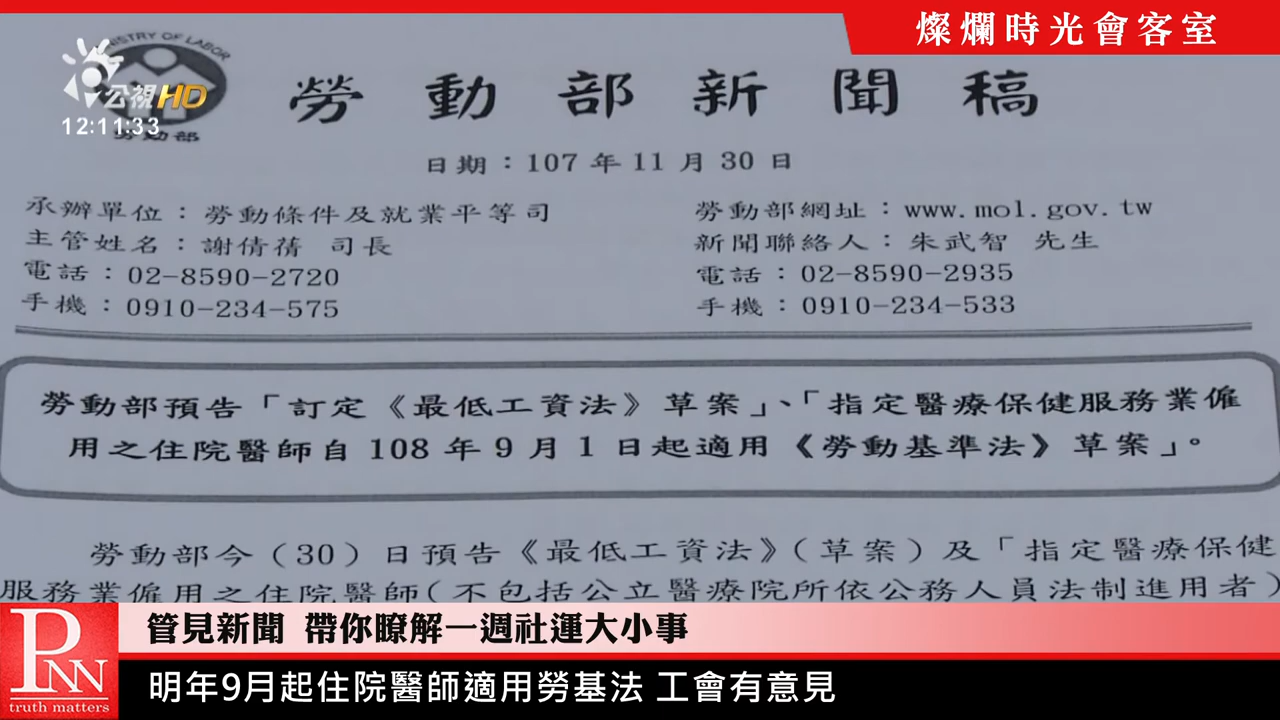 燦爛時光會客室
MINISTRY OF LABOR
公視HD
12:11:33
勞動部
勞動部新聞稿
日期：107年11月30日
承辦單位：勞動條件及就業平等司
主管姓名：謝倩蒨 司長
電話：02-8590-2720
手機：0910-234-575
勞動部網址：www.mol.gov.tw
新聞聯絡人：朱武智 先生
電話：02-8590-2935
手機：0910-234-533
勞動部預告「訂定《最低工資法》草案」、「指定醫療保健服務業僱
用之住院醫師自108年9月1日起適用《勞動基準法》草案」。
勞動部今（30）日預告《最低工資法》（草案）及「指定醫療保健
服務業僱用之住院醫師（不包括公立醫療院所依公務人員法制進用者）
管見新聞 帶你瞭解一週社運大小事
PNN
truth matters
明年9月起住院醫師適用勞基法 工會有意見